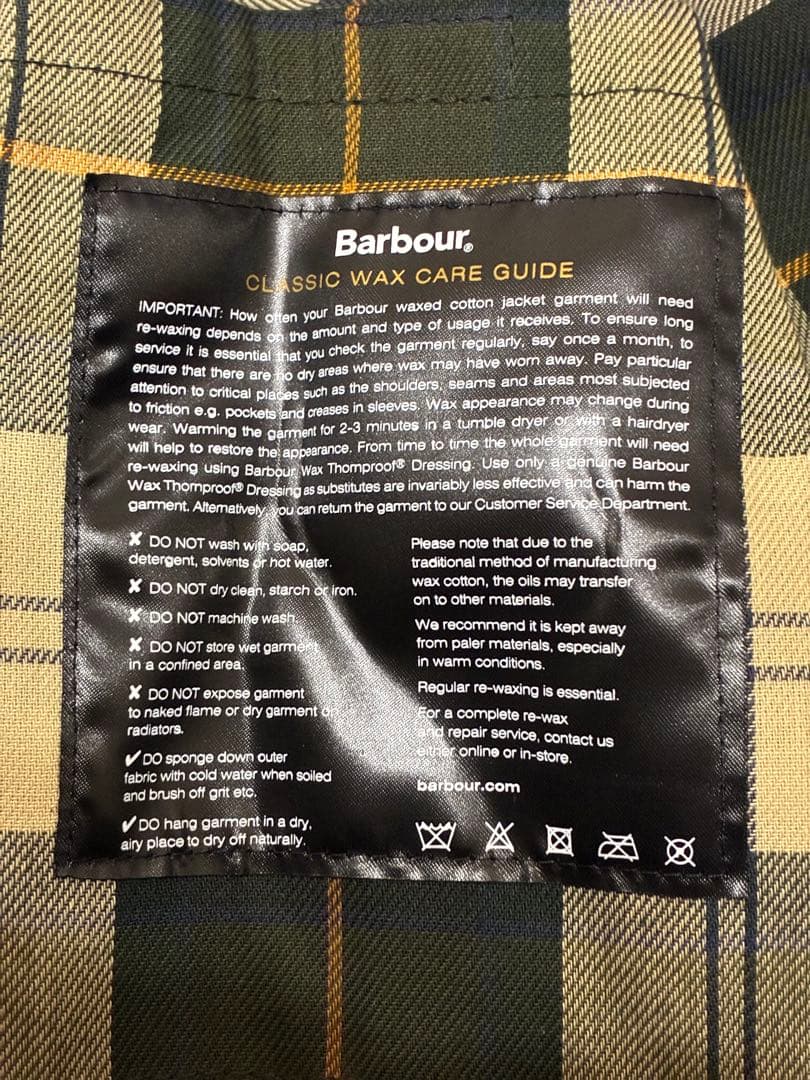 Barbour®
CLASSIC WAX CARE GUIDE
IMPORTANT: How often your Barbour waxed cotton jacket garment will need
re-waxing depends on the amount and type of usage it receives. To ensure long
service it is essential that you check the garment regularly, say once a month, to
ensure that there are no dry areas where wax may have worn away. Pay particular
attention to critical places such as the shoulders, seams and areas most subjected
to friction e.g. pockets and creases in sleeves. Wax appearance may change during
wear. Warming the garment for 2-3 minutes in a tumble dryer or with a hairdryer
will help to restore the appearance. From time to time the whole garment will need
re-waxing using Barbour Wax Thornproof® Dressing. Use only a genuine Barbour
Wax Thornproof® Dressing as substitutes are invariably less effective and can harm the
garment. Alternatively, you can return the garment to our Customer Service Department.
✘ DO NOT wash with soap,
detergent, solvents or hot water.
✘ DO NOT dry clean, starch or iron.
✘ DO NOT machine wash.
✘ DO NOT store wet garment
in a confined area.
✘ DO NOT expose garment
to naked flame or dry garment on
radiators.
✔ DO sponge down outer
fabric with cold water when soiled
and brush off grit etc.
✔ DO hang garment in a dry,
airy place to dry off naturally.
Please note that due to the
traditional method of manufacturing
wax cotton, the oils may transfer
on to other materials.
We recommend it is kept away
from paler materials, especially
in warm conditions.
Regular re-waxing is essential.
For a complete re-wax
and repair service, contact us
either online or in-store.
barbour.com